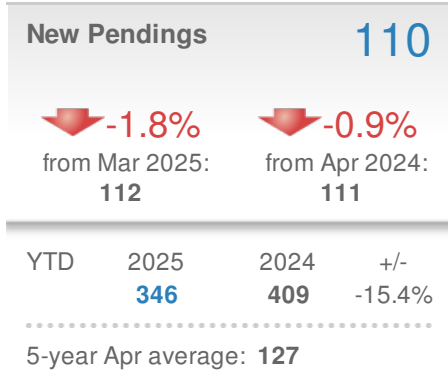 New Pendings 110
-1.8% -0.9%
from Mar 2025: from Apr 2024:
112 111
YTD 2025 2024 +/-
346 409 -15.4%
5-year Apr average: 127